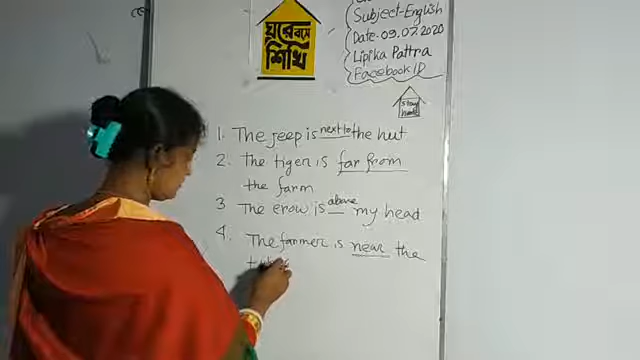 Subject-English
Date. 09.07.2020
Lipika Pattra
Facebook ID
ঘরে বসে
শিখি
stay
home
1. The jeep is next to the hut
2. The tiger is far from
the farm
3 The crow is above my head
4. The farmer is near the